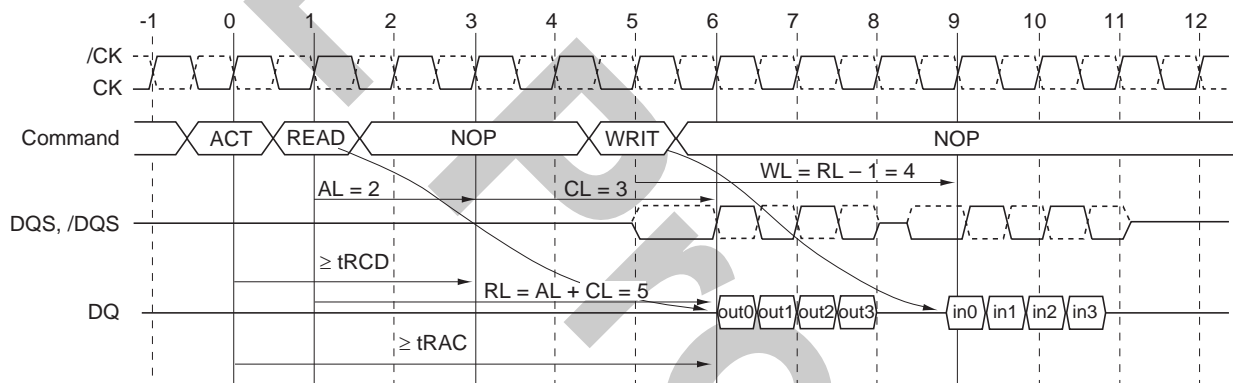 -1 0 1 2 3 4 5 6 7 8 9 10 11 12
/CK
CK
Command ACT READ NOP WRIT NOP
WL = RL – 1 = 4
AL = 2 CL = 3
DQS, /DQS
≥ tRCD
RL = AL + CL = 5
DQ out0 out1 out2 out3 in0 in1 in2 in3
≥ tRAC